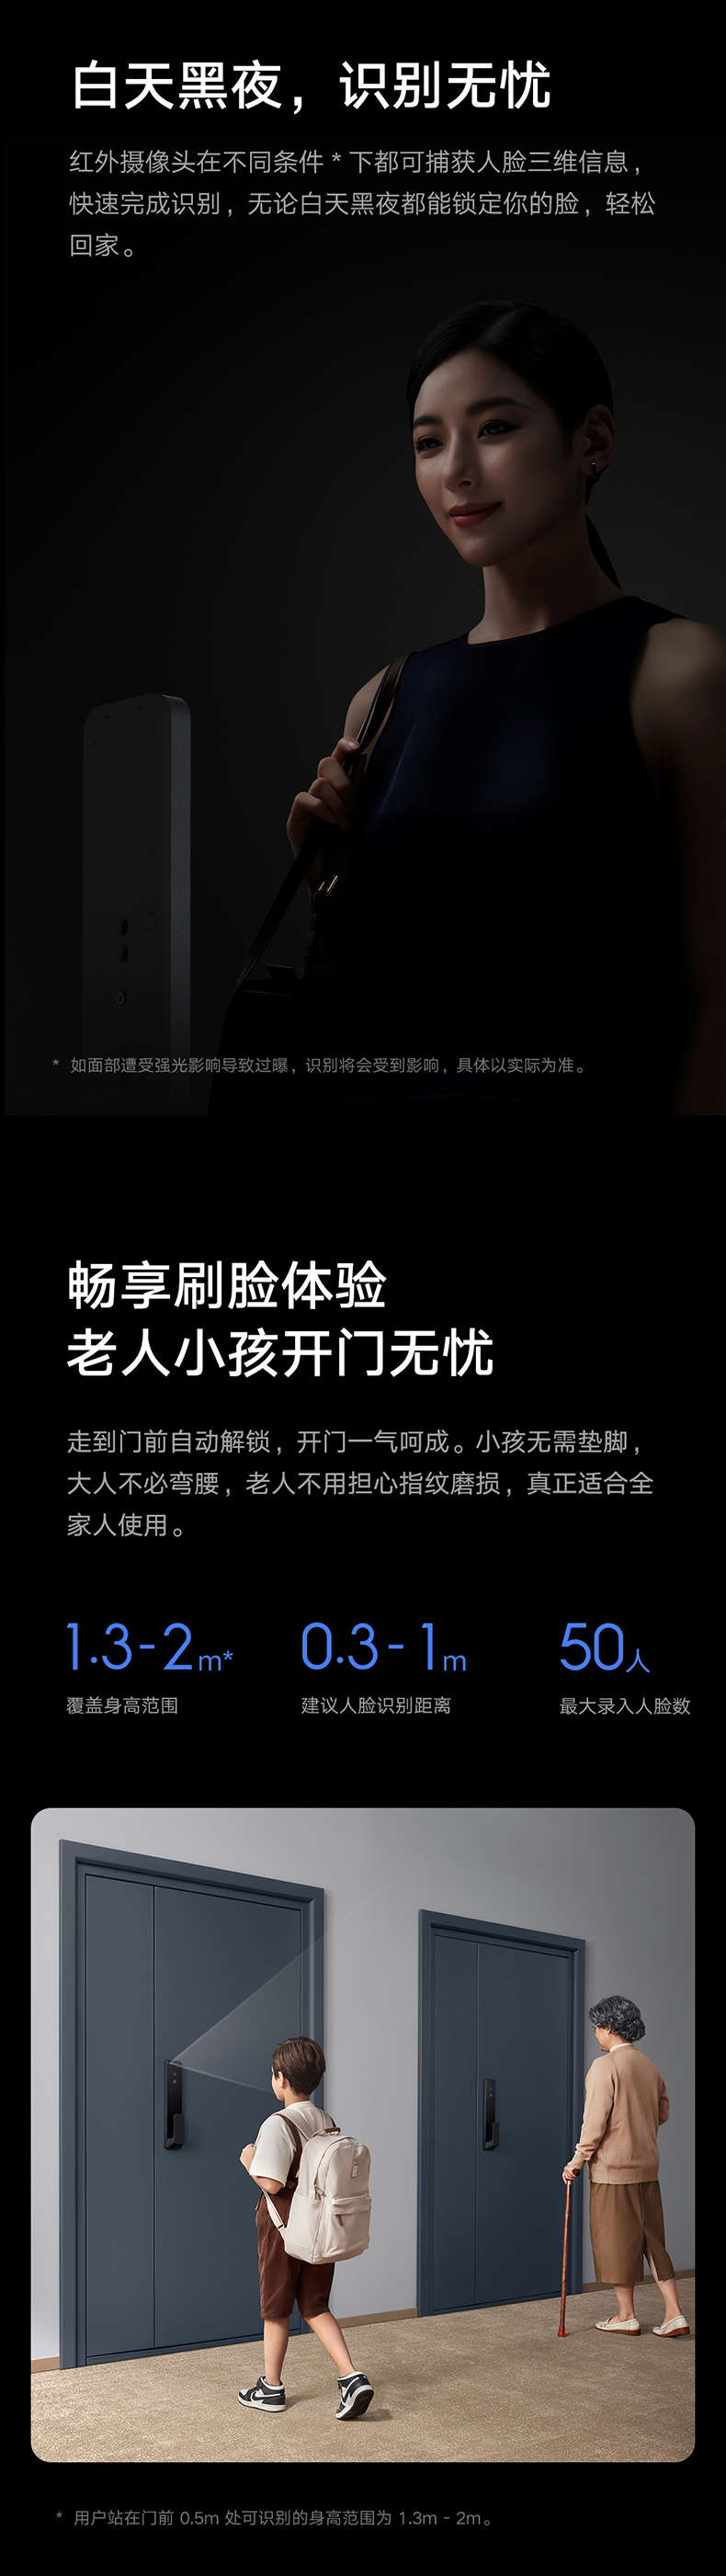 白天黑夜，识别无忧
红外摄像头在不同条件 * 下都可捕获人脸三维信息，
快速完成识别，无论白天黑夜都能锁定你的脸，轻松
回家。
* 如面部遭受强光影响导致过曝，识别将会受到影响，具体以实际为准。
畅享刷脸体验
老人小孩开门无忧
走到门前自动解锁，开门一气呵成。小孩无需垫脚，
大人不必弯腰，老人不用担心指纹磨损，真正适合全
家人使用。
1.3-2m* 0.3-1m 50人
覆盖身高范围 建议人脸识别距离 最大录入人脸数
* 用户站在门前 0.5m 处可识别的身高范围为 1.3m - 2m。